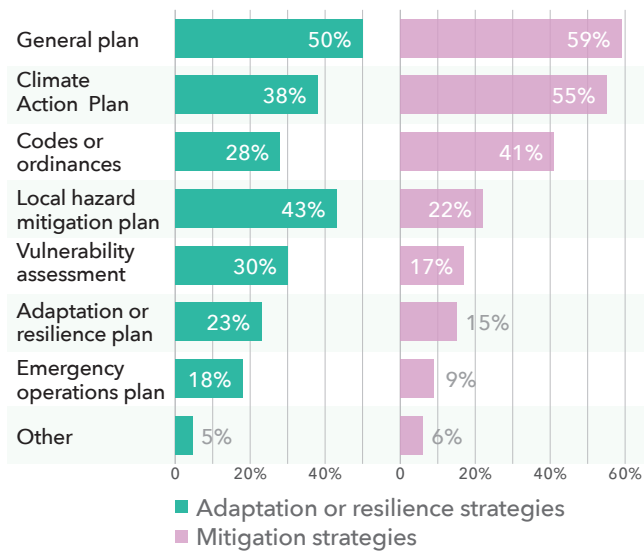 General plan 50% 59%
Climate
Action Plan 38% 55%
Codes or
ordinances 28% 41%
Local hazard
mitigation plan 43% 22%
Vulnerability
assessment 30% 17%
Adaptation or
resilience plan 23% 15%
Emergency
operations plan 18% 9%
Other 5% 6%
0 20% 40% 0 20% 40% 60%
Adaptation or resilience strategies
Mitigation strategies